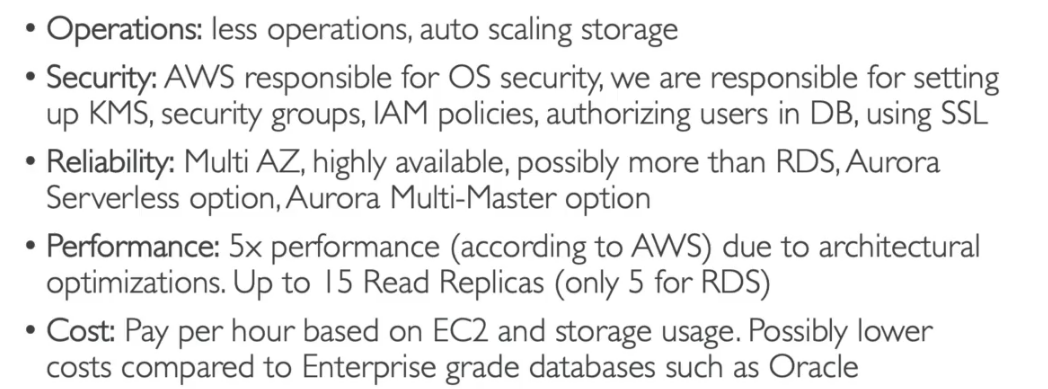 • Operations: less operations, auto scaling storage
• Security: AWS responsible for OS security, we are responsible for setting
up KMS, security groups, IAM policies, authorizing users in DB, using SSL
• Reliability: Multi AZ, highly available, possibly more than RDS, Aurora
Serverless option, Aurora Multi-Master option
• Performance: 5x performance (according to AWS) due to architectural
optimizations. Up to 15 Read Replicas (only 5 for RDS)
• Cost: Pay per hour based on EC2 and storage usage. Possibly lower
costs compared to Enterprise grade databases such as Oracle